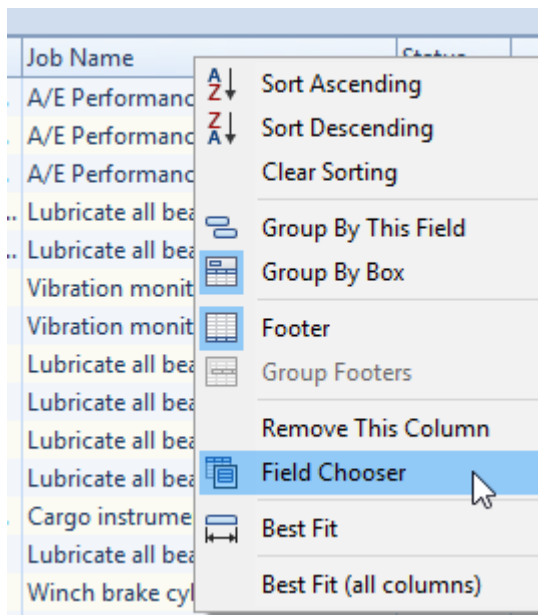 Job Name
A/E Performanc
A/E Performanc
A/E Performanc
Lubricate all bea
Lubricate all bea
Vibration monit
Vibration monit
Lubricate all bea
Lubricate all bea
Lubricate all bea
Lubricate all bea
Cargo instrume
Lubricate all bea
Winch brake cyl
Status
Sort Ascending
Sort Descending
Clear Sorting
Group By This Field
Group By Box
Footer
Group Footers
Remove This Column
Field Chooser
Best Fit
Best Fit (all columns)